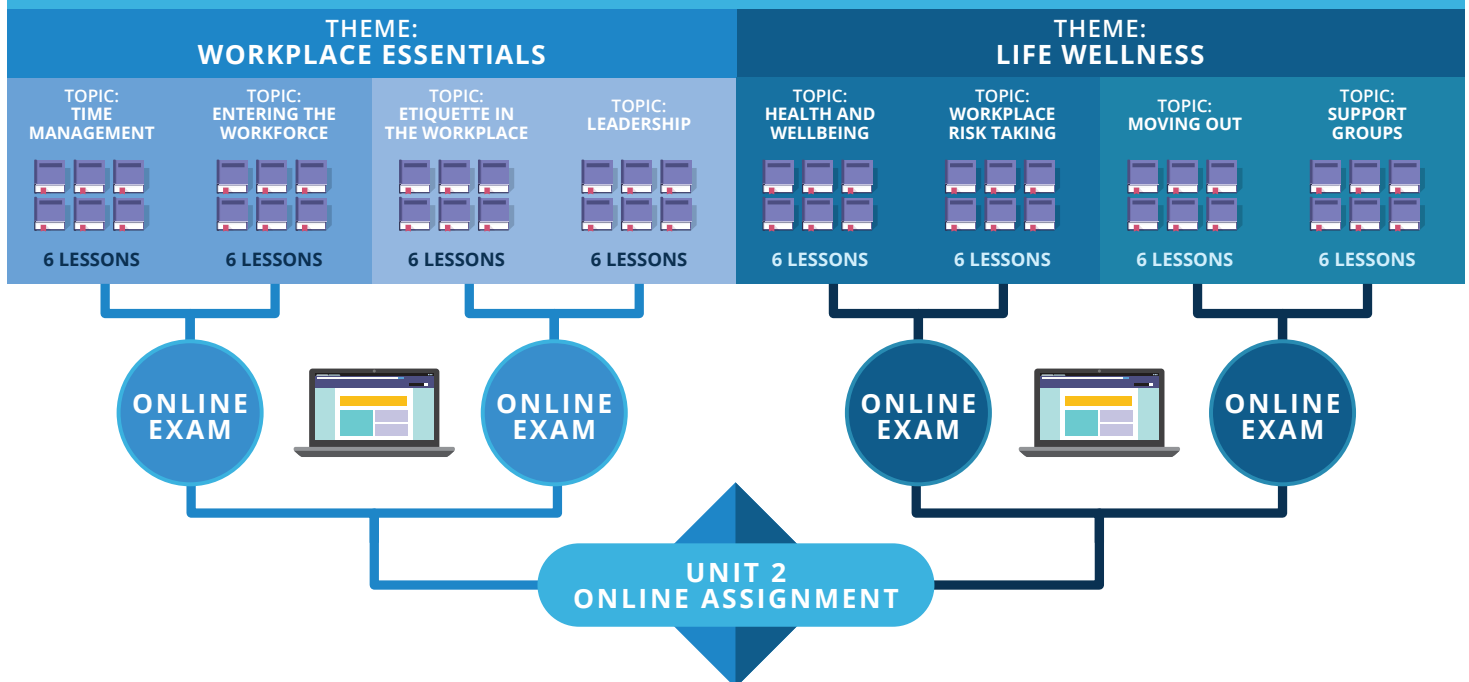 THEME:
WORKPLACE ESSENTIALS
THEME:
LIFE WELLNESS
TOPIC:
TIME
MANAGEMENT
6 LESSONS
TOPIC:
ENTERING THE
WORKFORCE
6 LESSONS
TOPIC:
ETIQUETTE IN
THE WORKPLACE
6 LESSONS
TOPIC:
LEADERSHIP
6 LESSONS
TOPIC:
HEALTH AND
WELLBEING
6 LESSONS
TOPIC:
WORKPLACE
RISK TAKING
6 LESSONS
TOPIC:
MOVING OUT
6 LESSONS
TOPIC:
SUPPORT
GROUPS
6 LESSONS
ONLINE
EXAM
ONLINE
EXAM
ONLINE
EXAM
ONLINE
EXAM
UNIT 2
ONLINE ASSIGNMENT